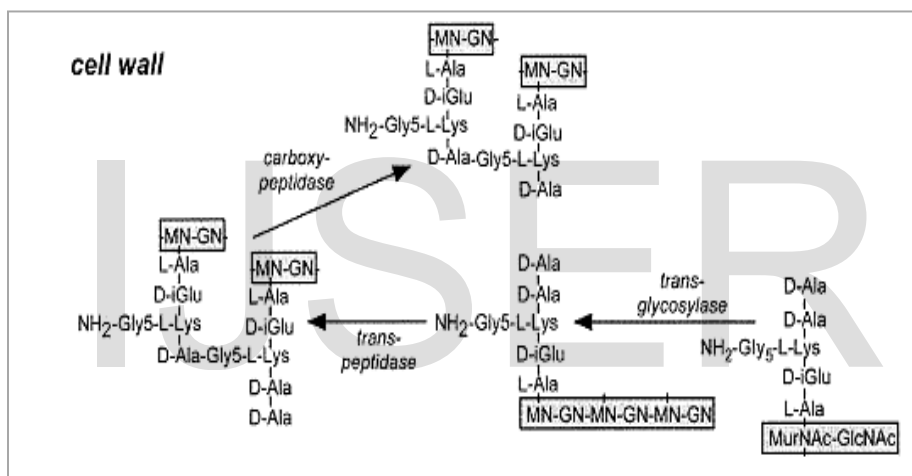 cell wall
-MN-GN-
L-Ala
D-iGlu
NH2-Gly5-L-Lys
D-Ala-Gly5-L-Lys
-MN-GN-
L-Ala
D-iGlu
D-Ala
carboxy-
peptidase
-MN-GN-
L-Ala
D-iGlu
NH2-Gly5-L-Lys
D-Ala-Gly5-L-Lys
-MN-GN-
L-Ala
D-iGlu
D-Ala
D-Ala
trans-
peptidase
D-Ala
D-Ala
NH2-Gly5-L-Lys
D-iGlu
L-Ala
MN-GN-MN-GN-MN-GN
trans-
glycosylase
D-Ala
D-Ala
NH2-Gly5-L-Lys
D-iGlu
L-Ala
MurNAc-GlcNAc
IJSER